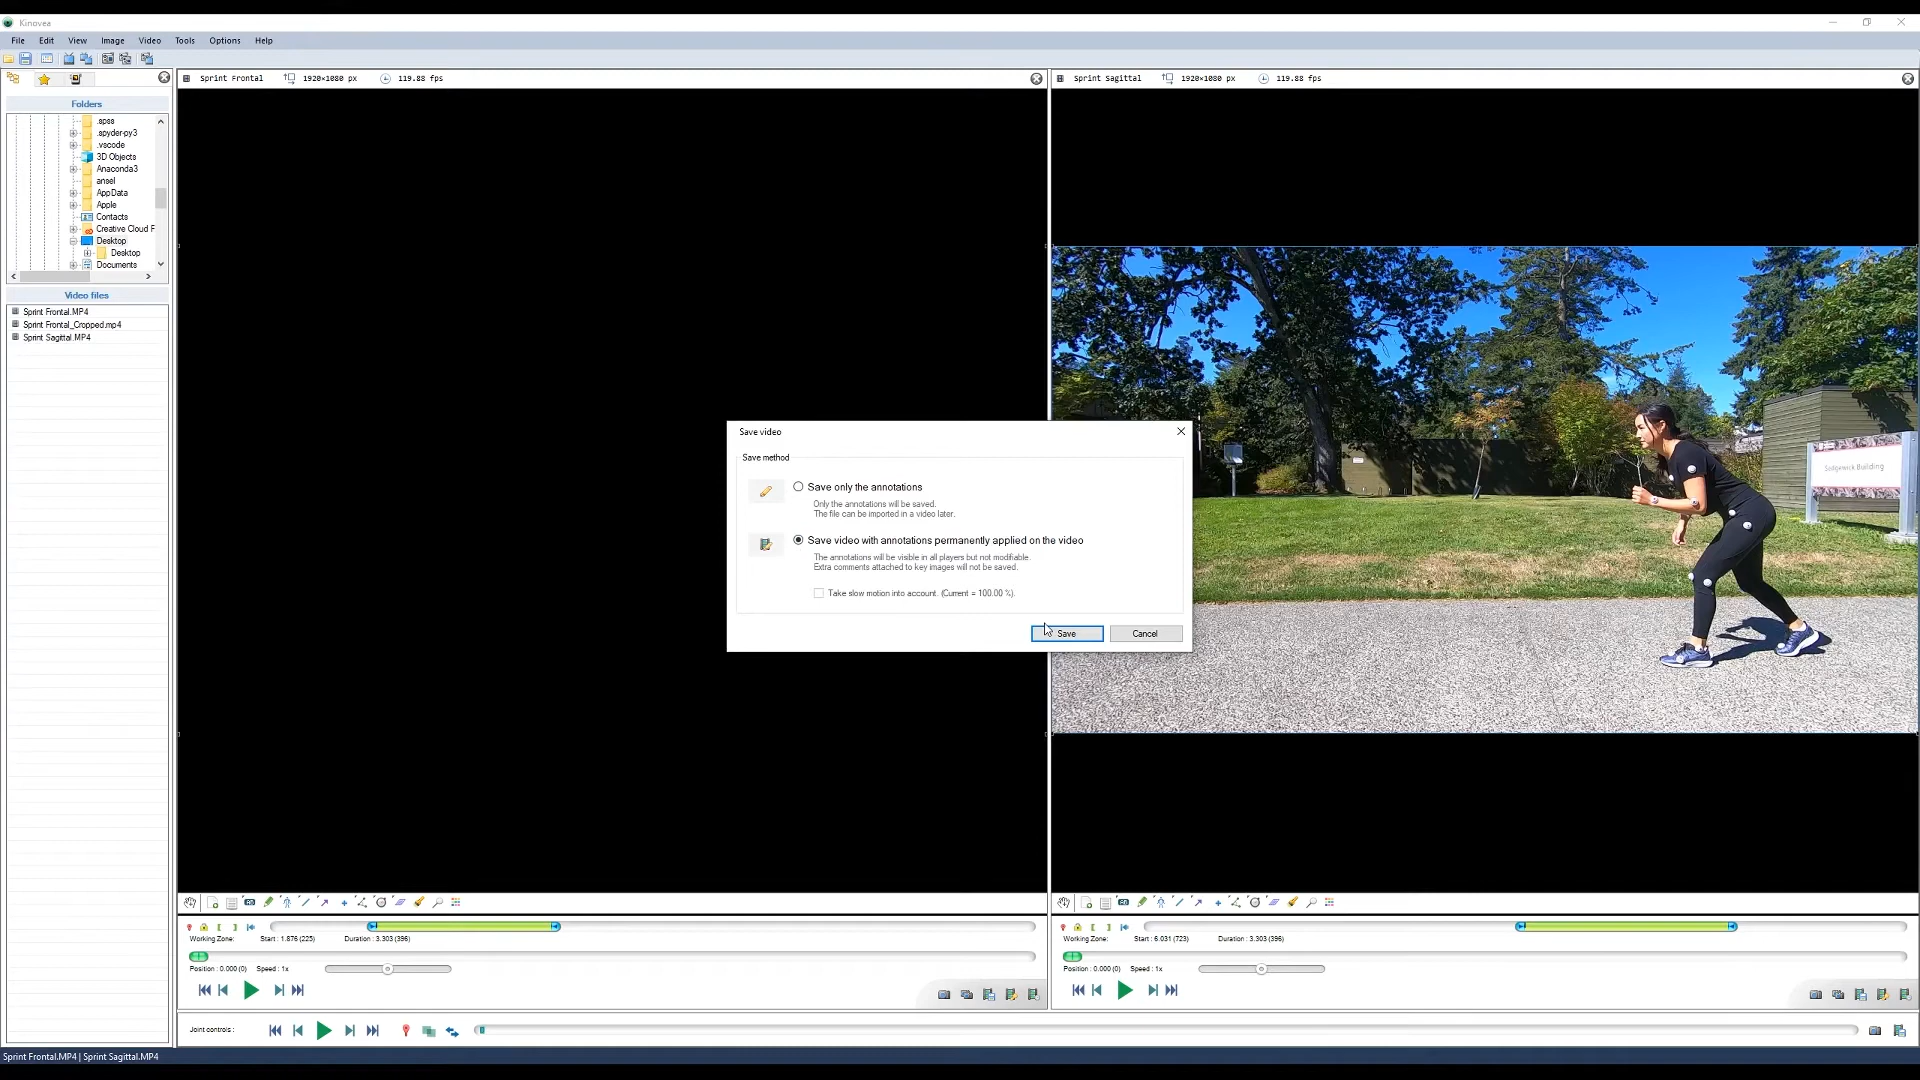 Kinovea
File Edit View Image Video Tools Options Help
Folders
.spss
.spyder-py3
.vscode
3D Objects
Anaconda3
ansel
AppData
Apple
Contacts
Creative Cloud F
Desktop
Desktop
Documents
Video files
Sprint Frontal.MP4
Sprint Frontal_Cropped.mp4
Sprint Sagittal.MP4
Sprint Frontal 1920×1080 px 119.88 fps
Sprint Sagittal 1920×1080 px 119.88 fps
Sedgewick Building
Save video
Save method
Save only the annotations
Only the annotations will be saved.
The file can be imported in a video later.
Save video with annotations permanently applied on the video
The annotations will be visible in all players but not modifiable.
Extra comments attached to key images will not be saved.
Take slow motion into account. (Current = 100.00 %).
Save Cancel
Working Zone: Start : 1.876 (225) Duration : 3.303 (396)
Position : 0.000 (0) Speed : 1x
Working Zone: Start : 6.031 (723) Duration : 3.303 (396)
Position : 0.000 (0) Speed : 1x
Joint controls :
Sprint Frontal.MP4 | Sprint Sagittal.MP4